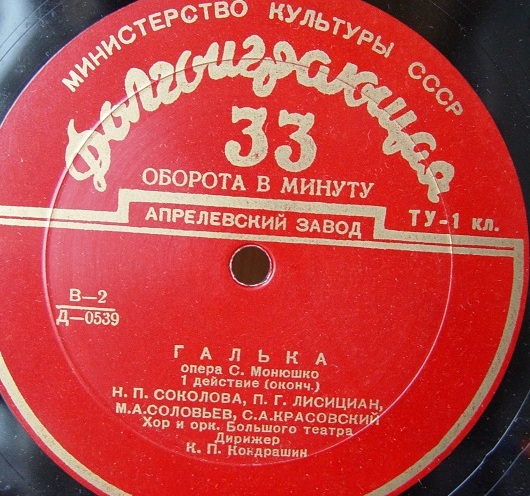 МИНИСТЕРСТВО КУЛЬТУРЫ СССР
Долгоиграющая
33
ОБОРОТА В МИНУТУ
АПРЕЛЕВСКИЙ ЗАВОД
ТУ-1 кл.
В—2
Д—0539
ГАЛЬКА
опера С. Монюшко
1 действие (оконч.)
Н. П. СОКОЛОВА, П. Г. ЛИСИЦИАН,
М.А.СОЛОВЬЕВ, С.А.КРАСОВСКИЙ
Хор и орк. Большого театра
Дирижер
К. П. Кондрашин